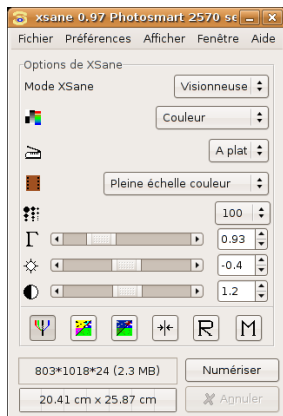 xsane 0.97 Photosmart 2570 se
Fichier Préférences Afficher Fenêtre Aide
Options de XSane
Mode XSane Visionneuse
Couleur
A plat
Pleine échelle couleur
100
Γ 0.93
-0.4
1.2
R M
803*1018*24 (2.3 MB) Numériser
20.41 cm x 25.87 cm Annuler